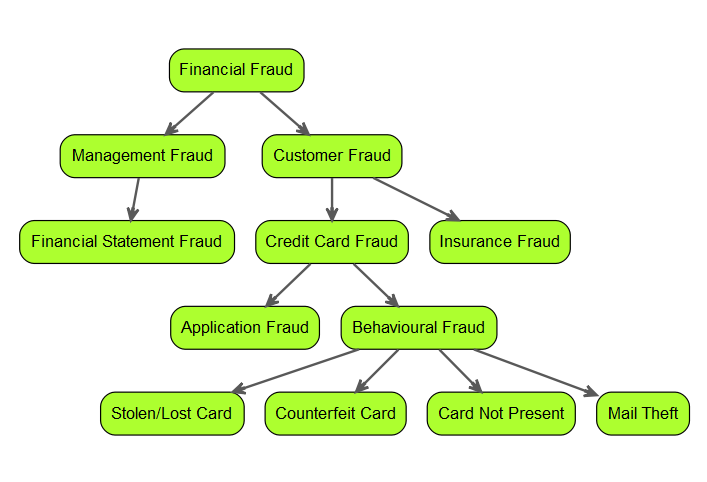 Financial Fraud
Management Fraud
Customer Fraud
Financial Statement Fraud
Credit Card Fraud
Insurance Fraud
Application Fraud
Behavioural Fraud
Stolen/Lost Card
Counterfeit Card
Card Not Present
Mail Theft